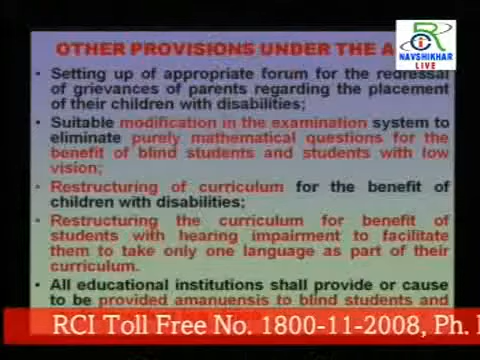 OTHER PROVISIONS UNDER THE A
NAVSHIKHAR
LIVE
• Setting up of appropriate forum for the redressal
of grievances of parents regarding the placement
of their children with disabilities;
• Suitable modification in the examination system to
eliminate purely mathematical questions for the
benefit of blind students and students with low
vision;
• Restructuring of curriculum for the benefit of
children with disabilities;
• Restructuring the curriculum for benefit of
students with hearing impairment to facilitate
them to take only one language as part of their
curriculum.
• All educational institutions shall provide or cause
to be provided amanuensis to blind students and
RCI Toll Free No. 1800-11-2008, Ph.